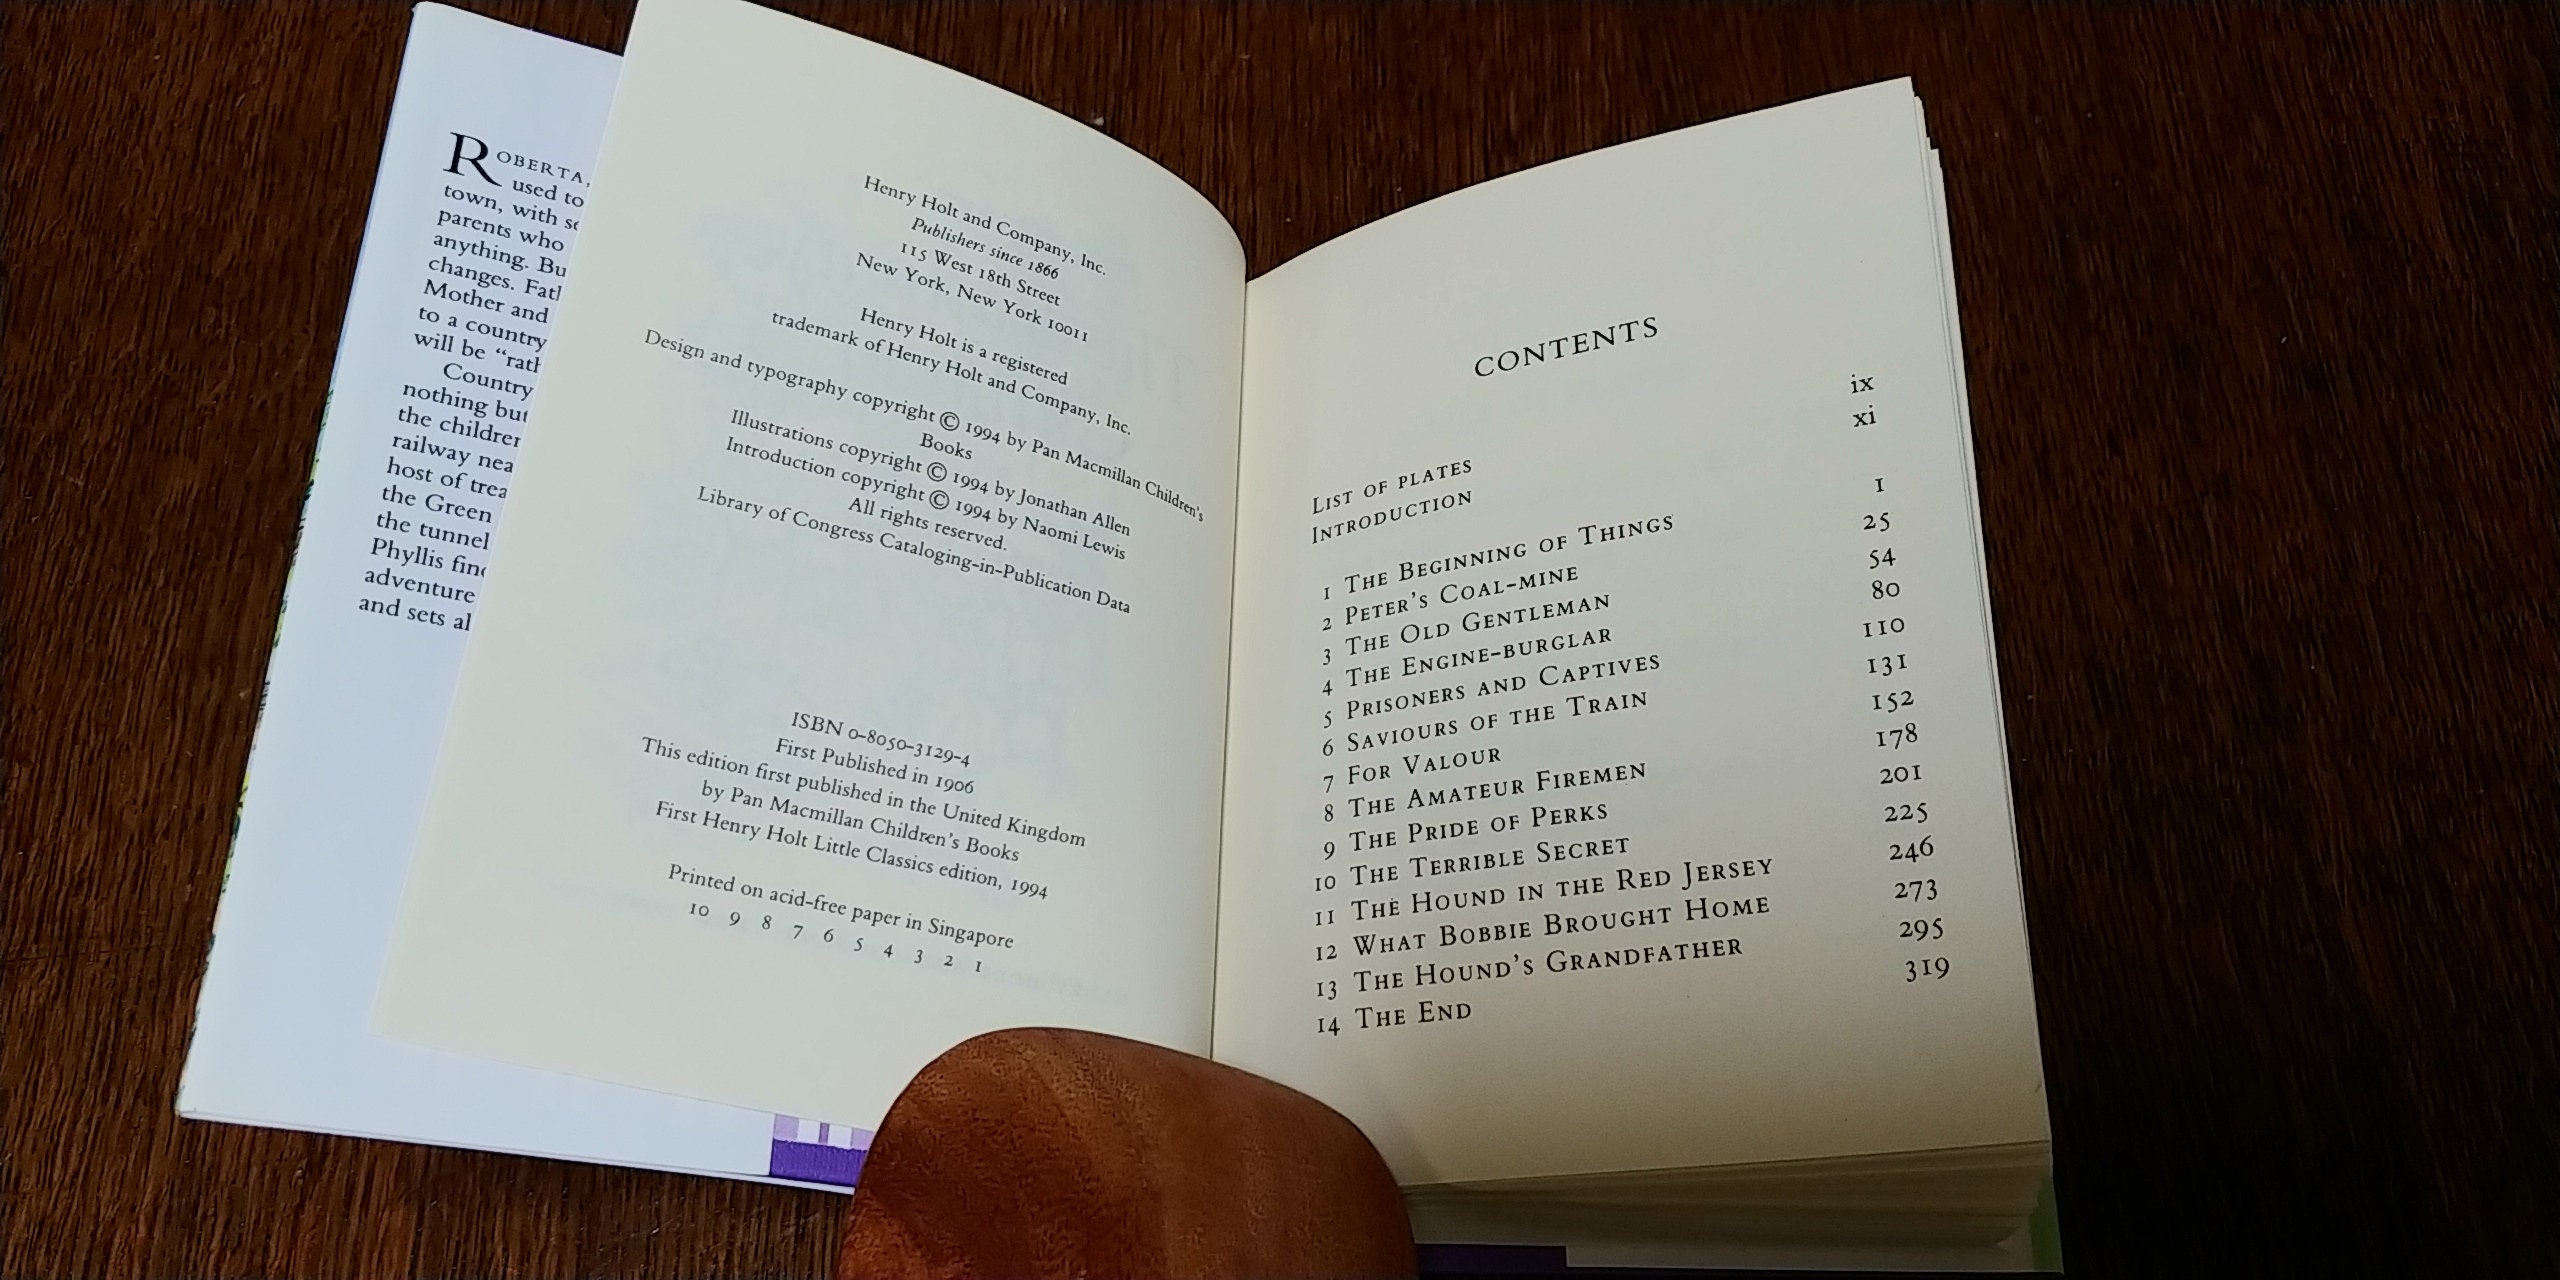 ROBERTA,
used to
town, with
parents who
anything. Bu
changes. Fath
Mother and
to a country
will be “rath
Country
nothing but
the children
railway nea
host of trea
the Green
the tunnel
Phyllis find
adventure
and sets al
Henry Holt and Company, Inc.
Publishers since 1866
115 West 18th Street
New York, New York 10011
Henry Holt is a registered
trademark of Henry Holt and Company, Inc.
Design and typography copyright © 1994 by Pan Macmillan Children's
Books
Illustrations copyright © 1994 by Jonathan Allen
Introduction copyright © 1994 by Naomi Lewis
All rights reserved.
Library of Congress Cataloging-in-Publication Data
ISBN 0-8050-3129-4
First Published in 1906
This edition first published in the United Kingdom
by Pan Macmillan Children's Books
First Henry Holt Little Classics edition, 1994
Printed on acid-free paper in Singapore
10 9 8 7 6 5 4 3 2 1
CONTENTS
LIST OF PLATES ix
INTRODUCTION xi
1 THE BEGINNING OF THINGS 1
2 PETER'S COAL-MINE 25
3 THE OLD GENTLEMAN 54
4 THE ENGINE-BURGLAR 80
5 PRISONERS AND CAPTIVES 110
6 SAVIOURS OF THE TRAIN 131
7 FOR VALOUR 152
8 THE AMATEUR FIREMEN 178
9 THE PRIDE OF PERKS 201
10 THE TERRIBLE SECRET 225
11 THE HOUND IN THE RED JERSEY 246
12 WHAT BOBBIE BROUGHT HOME 273
13 THE HOUND'S GRANDFATHER 295
14 THE END 319